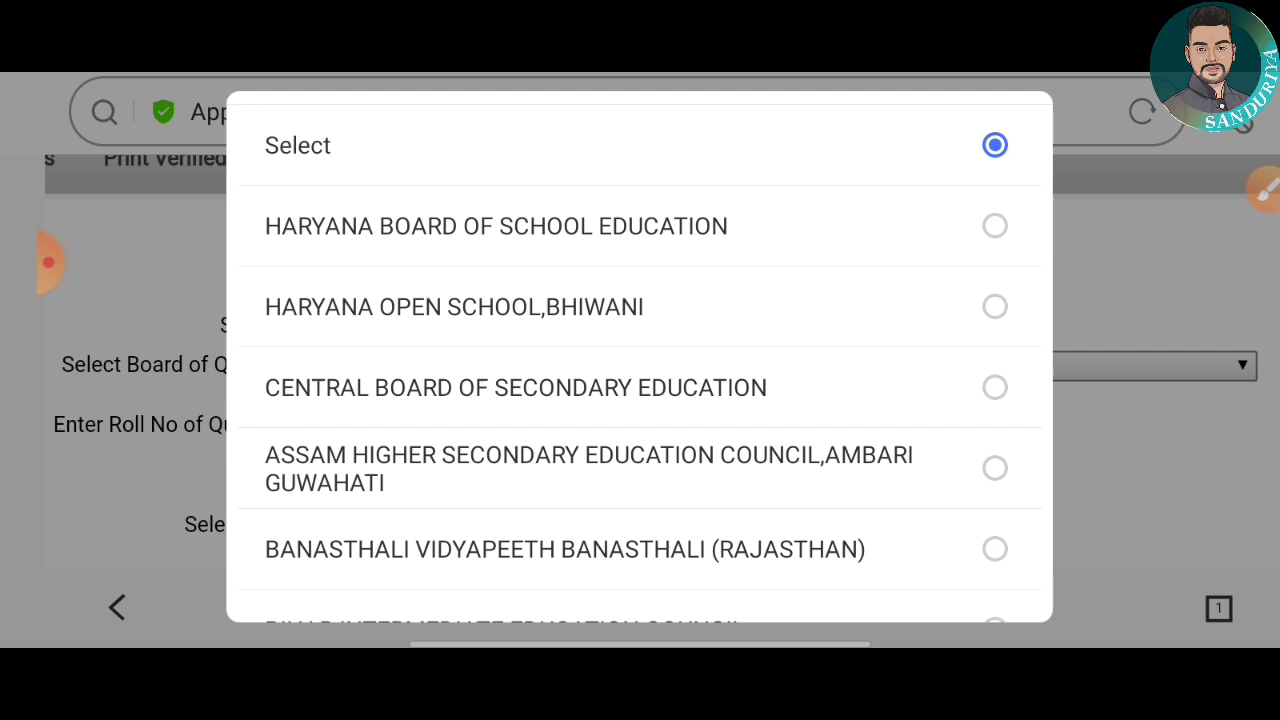 SANDURIYA
App
s Print Verified
Select
HARYANA BOARD OF SCHOOL EDUCATION
HARYANA OPEN SCHOOL,BHIWANI
S
Select Board of Q
CENTRAL BOARD OF SECONDARY EDUCATION
Enter Roll No of Qu
ASSAM HIGHER SECONDARY EDUCATION COUNCIL,AMBARI
GUWAHATI
Sele
BANASTHALI VIDYAPEETH BANASTHALI (RAJASTHAN)
1